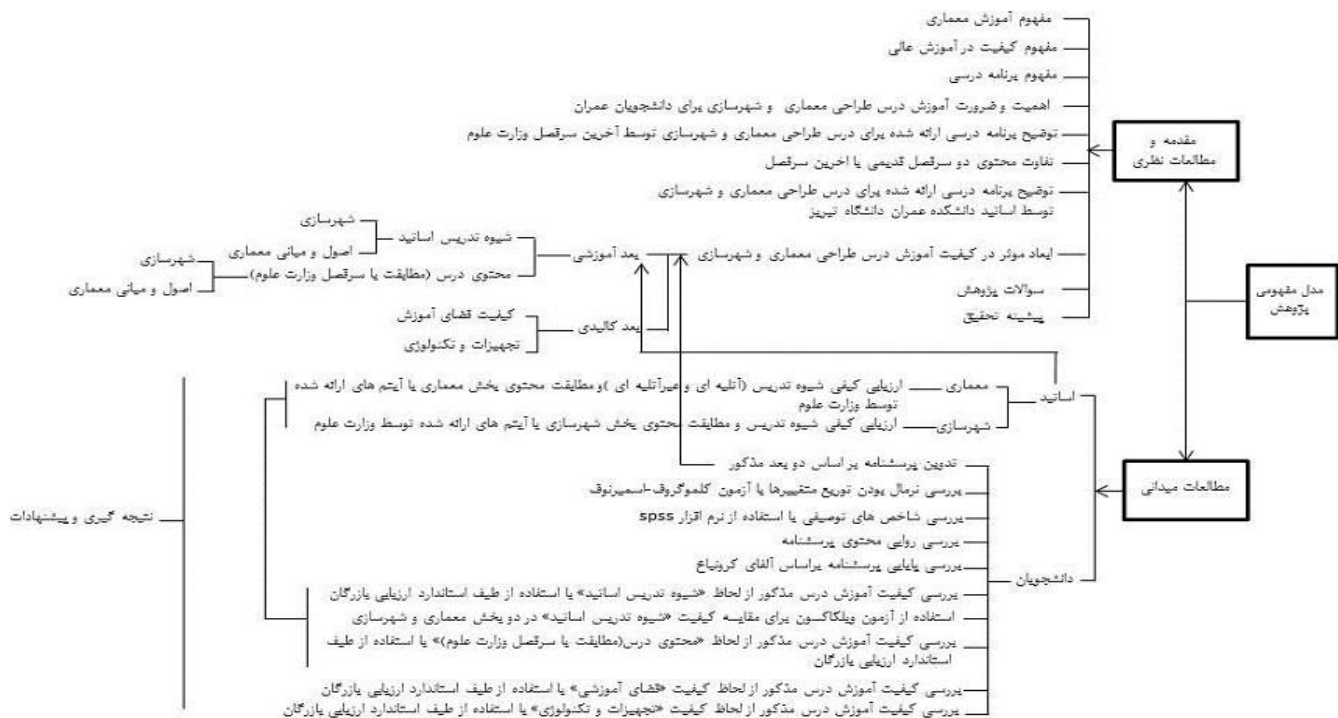 مدل مفهومی
پژوهش
مقدمه و
مطالعات نظری
مفهوم آموزش معماری
مفهوم کیفیت در آموزش عالی
مفهوم برنامه درسی
اهمیت و ضرورت آموزش درس طراحی معماری و شهرسازی برای دانشجویان عمران
توضیح برنامه درسی ارائه شده برای درس طراحی معماری و شهرسازی توسط آخرین سرفصل وزارت علوم
تفاوت محتوی دو سرفصل قدیمی با اخرین سرفصل
توضیح برنامه درسی ارائه شده برای درس طراحی معماری و شهرسازی
توسط اساتید دانشکده عمران دانشگاه تبریز
ابعاد موثر در کیفیت آموزش درس طراحی معماری و شهرسازی
بعد آموزشی
شیوه تدریس اساتید
شهرسازی
اصول و مبانی معماری
محتوی درس (مطابقت با سرفصل وزارت علوم)
شهرسازی
اصول و مبانی معماری
بعد کالبدی
کیفیت فضای آموزش
تجهیزات و تکنولوژی
سوالات پژوهش
پیشینه تحقیق
مطالعات میدانی
اساتید
معماری
ارزیابی کیفی شیوه تدریس (آتلیه ای و غیرآتلیه ای )و مطابقت محتوی بخش معماری با آیتم های ارائه شده
توسط وزارت علوم
شهرسازی
ارزیابی کیفی شیوه تدریس و مطابقت محتوی بخش شهرسازی با آیتم های ارائه شده توسط وزارت علوم
دانشجویان
تدوین پرسشنامه بر اساس دو بعد مذکور
بررسی نرمال بودن توزیع متغییرها با آزمون کلموگروف-اسمیرنوف
بررسی شاخص های توصیفی با استفاده از نرم افزار spss
بررسی روایی محتوی پرسشنامه
بررسی پایایی پرسشنامه براساس آلفای کرونباخ
بررسی کیفیت آموزش درس مذکور از لحاظ «شیوه تدریس اساتید» با استفاده از طیف استاندارد ارزیابی بازرگان
استفاده از آزمون ویلکاکسون برای مقایسه کیفیت «شیوه تدریس اساتید» در دو بخش معماری و شهرسازی
بررسی کیفیت آموزش درس مذکور از لحاظ «محتوی درس(مطابقت با سرفصل وزارت علوم)» با استفاده از طیف
استاندارد ارزیابی بازرگان
بررسی کیفیت آموزش درس مذکور از لحاظ کیفیت «فضای آموزشی» با استفاده از طیف استاندارد ارزیابی بازرگان
بررسی کیفیت آموزش درس مذکور از لحاظ کیفیت «تجهیزات و تکنولوژی» با استفاده از طیف استاندارد ارزیابی بازرگان
نتیجه گیری و پیشنهادات